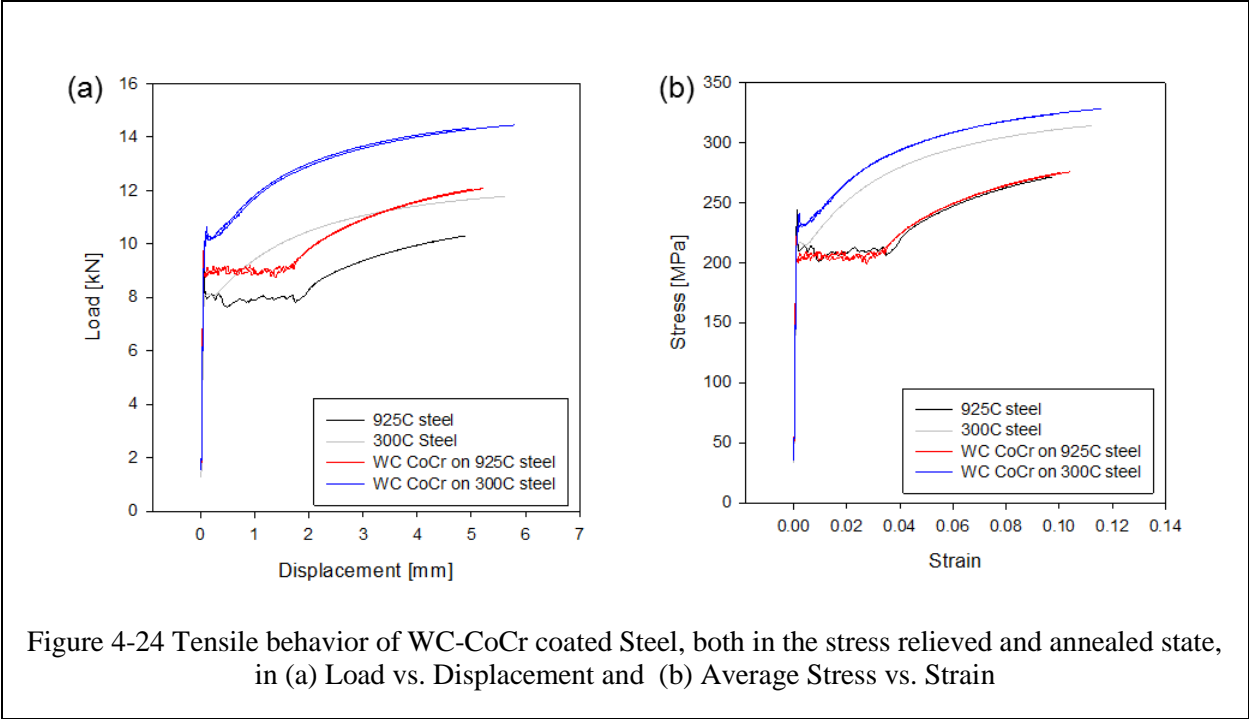 (a)
16
14
12
10
8
6
4
2
0
Load [kN]
0 1 2 3 4 5 6 7
Displacement [mm]
925C steel
300C Steel
WC CoCr on 925C steel
WC CoCr on 300C steel
(b)
350
300
250
200
150
100
50
0
Stress [MPa]
0.00 0.02 0.04 0.06 0.08 0.10 0.12 0.14
Strain
925C steel
300C steel
WC CoCr on 925C steel
WC CoCr on 300C steel
Figure 4-24 Tensile behavior of WC-CoCr coated Steel, both in the stress relieved and annealed state,
in (a) Load vs. Displacement and (b) Average Stress vs. Strain